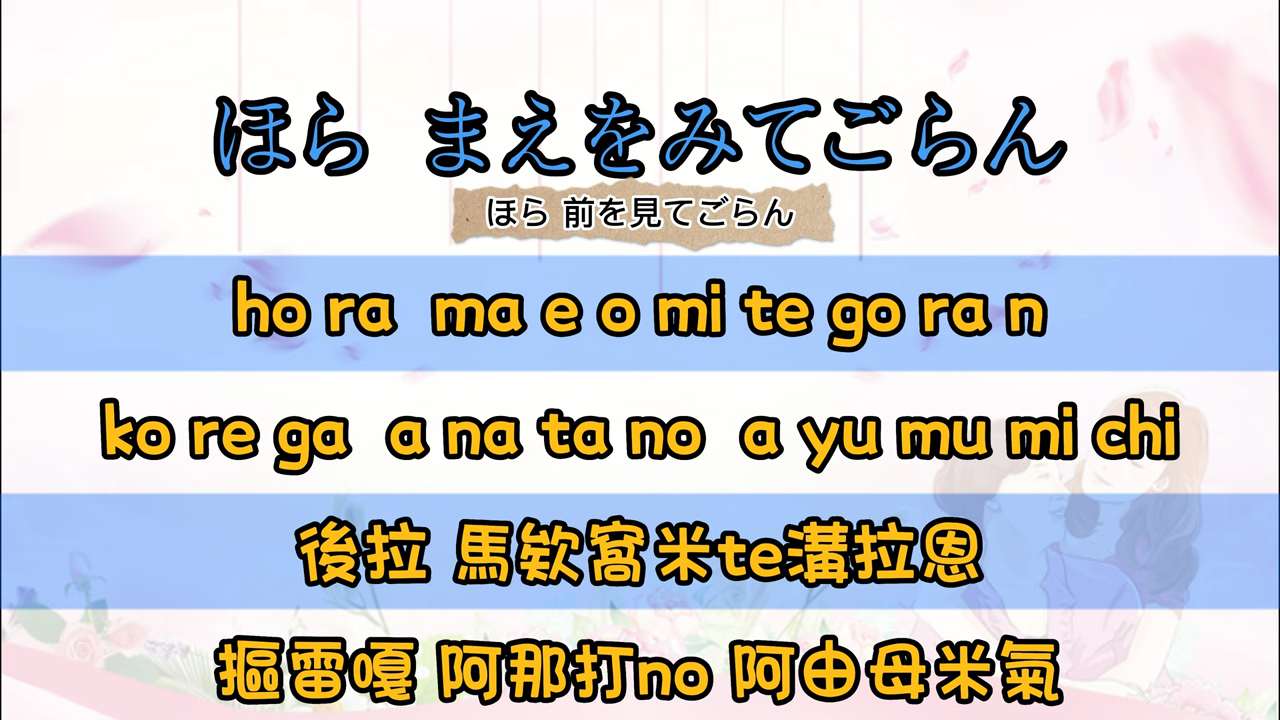 ほら まえをみてごらん
ほら 前を見てごらん
ho ra ma e o mi te go ra n
ko re ga a na ta no a yu mu mi chi
後拉 馬欸窩米te溝拉恩
摳雷嘎 阿那打no 阿由母米氣